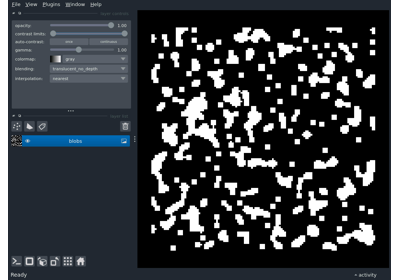 File View Plugins Window Help
layer controls
opacity: 1.00
contrast limits:
auto-contrast: once continuous
gamma: 1.00
colormap: gray
blending: translucent_no_depth
interpolation: nearest
layer list
blobs
Ready
activity